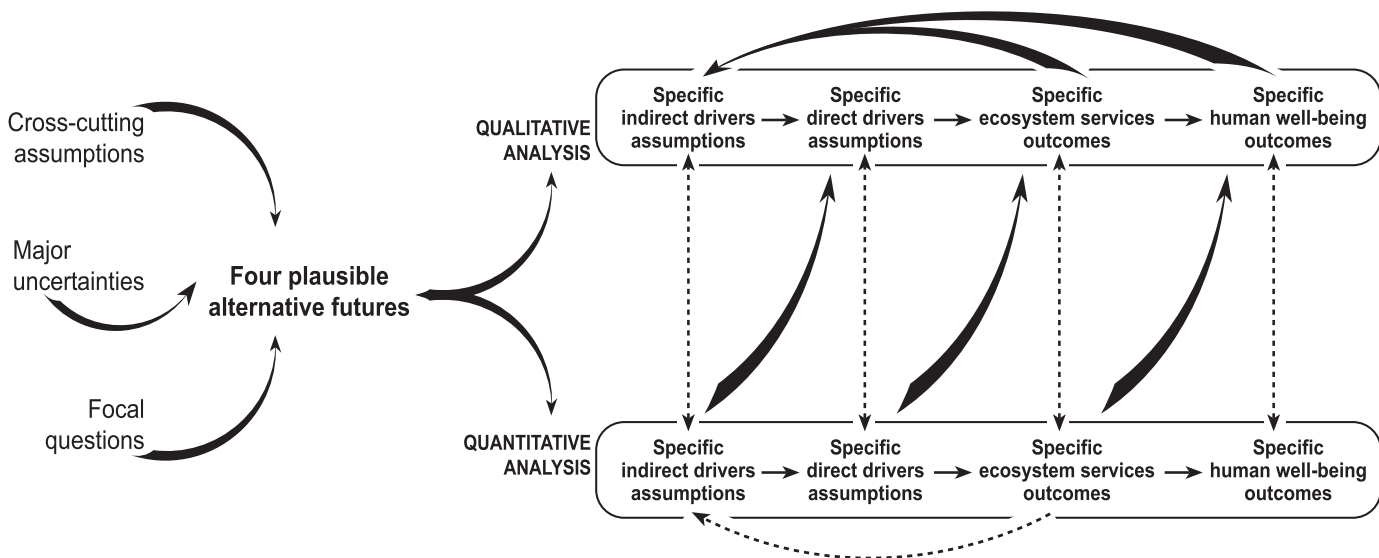 Cross-cutting
assumptions
Major
uncertainties
Focal
questions
Four plausible
alternative futures
QUALITATIVE
ANALYSIS
Specific
indirect drivers
assumptions
Specific
direct drivers
assumptions
Specific
ecosystem services
outcomes
Specific
human well-being
outcomes
QUANTITATIVE
ANALYSIS
Specific
indirect drivers
assumptions
Specific
direct drivers
assumptions
Specific
ecosystem services
outcomes
Specific
human well-being
outcomes